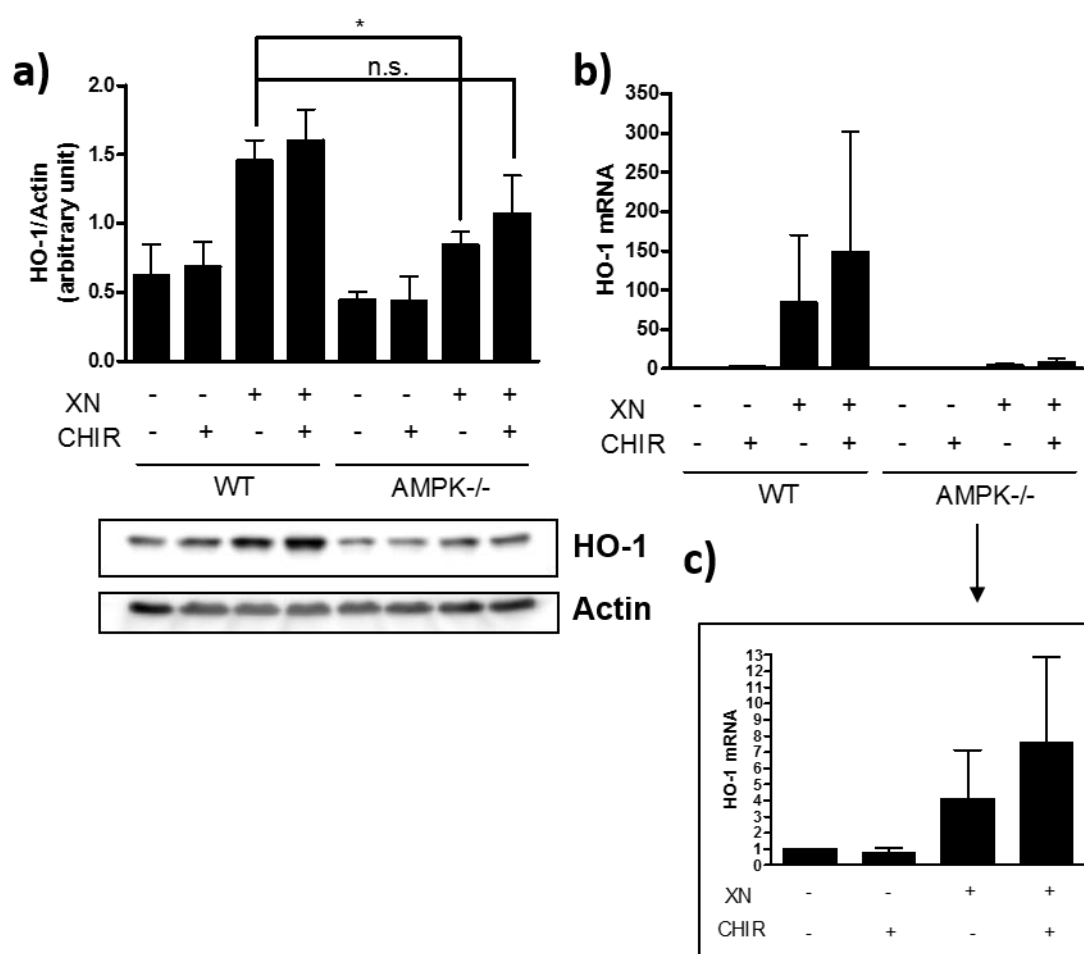 a)
*
n.s.
2.0
1.5
1.0
0.5
0.0
HO-1/Actin
(arbitrary unit)
XN - - + + - - + +
CHIR - + - + - + - +
WT AMPK-/-
HO-1
Actin
b)
350
300
250
200
150
100
50
0
HO-1 mRNA
XN - - + + - - + +
CHIR - + - + - + - +
WT AMPK-/-
c)
13
12
11
10
9
8
7
6
5
4
3
2
1
0
HO-1 mRNA
XN - - + +
CHIR - + - +